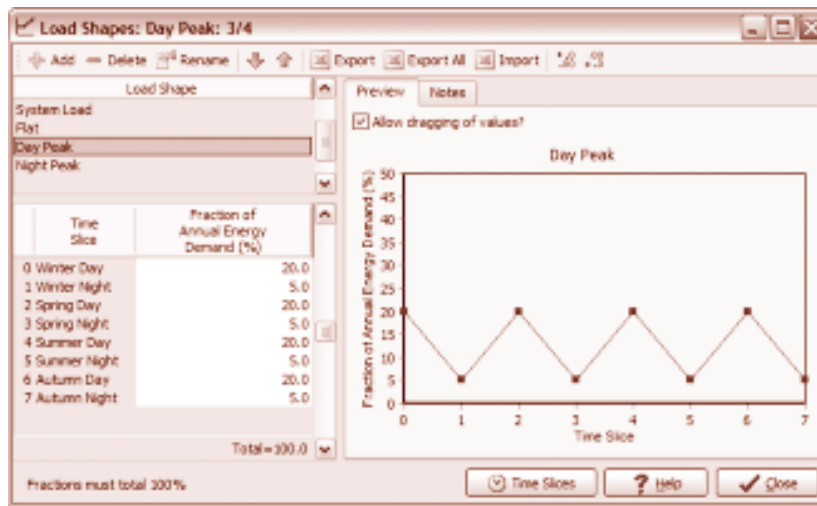 Load Shapes: Day Peak: 3/4
Add Delete Rename Export Export All Import
Load Shape
System Load
Flat
Day Peak
Night Peak
Time Slice
Fraction of Annual Energy Demand (%)
0 Winter Day 20.0
1 Winter Night 5.0
2 Spring Day 20.0
3 Spring Night 5.0
4 Summer Day 20.0
5 Summer Night 5.0
6 Autumn Day 20.0
7 Autumn Night 5.0
Total=100.0
Preview Notes
Allow dragging of values?
Day Peak
Fraction of Annual Energy Demand (%)
50
45
40
35
30
25
20
15
10
5
0
0 1 2 3 4 5 6 7
Time Slice
Fractions must total 100%
Time Slices ? Help Close